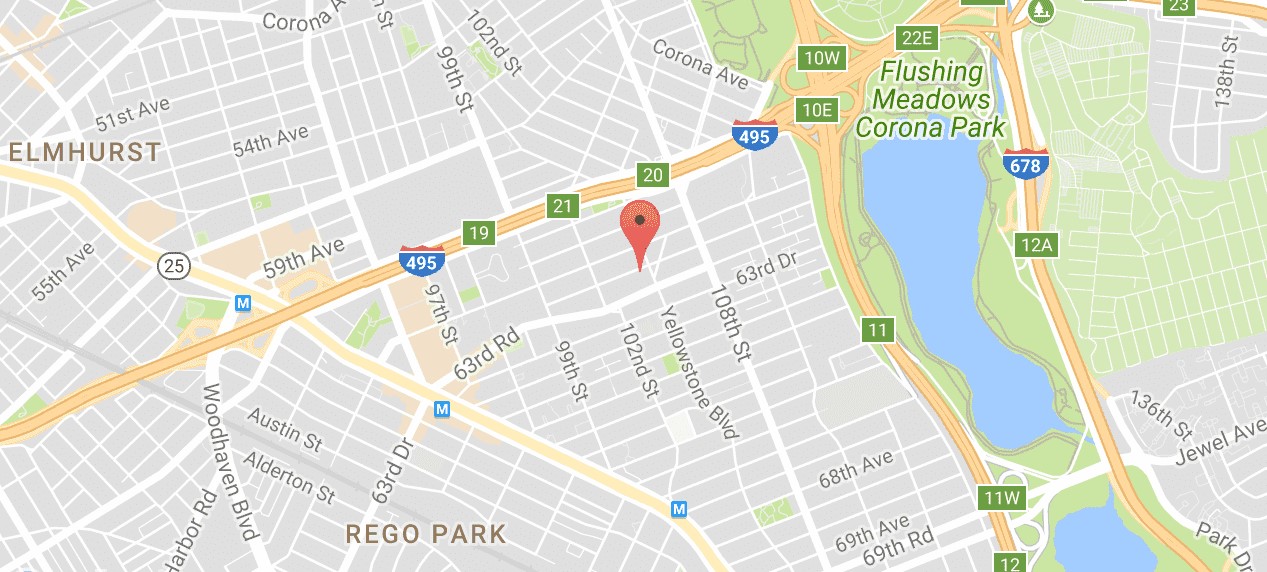 Corona A
h St
102nd St
99th St
Corona Ave
10W
22E
23
138th St
Flushing
Meadows
Corona Park
51st Ave
54th Ave
10E
495
ELMHURST
678
20
21
19
12A
59th Ave
495
25
55th Ave
63rd Dr
M
97th St
108th St
11
63rd Rd
99th St
102nd St
Yellowstone Blvd
M
Woodhaven Blvd
Austin St
136th St
Jewel Ave
Alderton St
63rd Dr
68th Ave
11W
M
Harbor Rd
REGO PARK
69th Ave
69th Rd
Park Dr
12